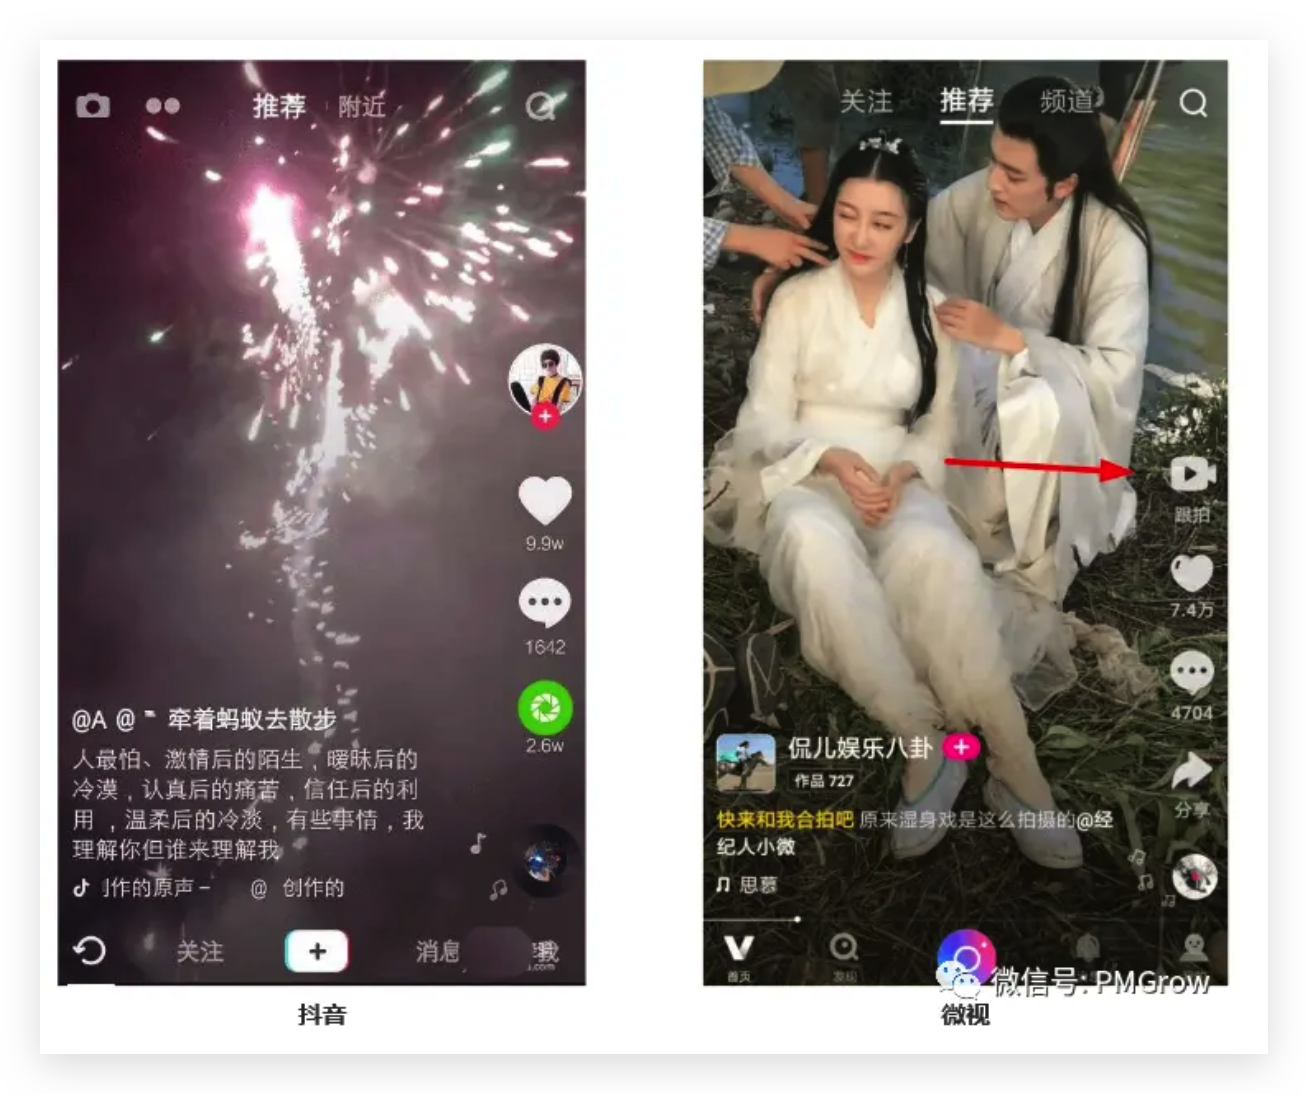 推荐 附近
9.9w
1642
2.6w
@A @ 牵着蚂蚁去散步
人最怕、激情后的陌生，暧昧后的
冷漠，认真后的痛苦，信任后的利
用，温柔后的冷淡，有些事情，我
理解你但谁来理解我
作的原声 – @ 创作的
关注
+
消息
我
.com
抖音
关注 推荐 频道
跟拍
7.4万
4704
分享
侃儿娱乐八卦 +
作品 727
快来和我合拍吧 原来湿身戏是这么拍摄的@经
纪人小微
思慕
首页
发现
微信号: PMGrow
微视